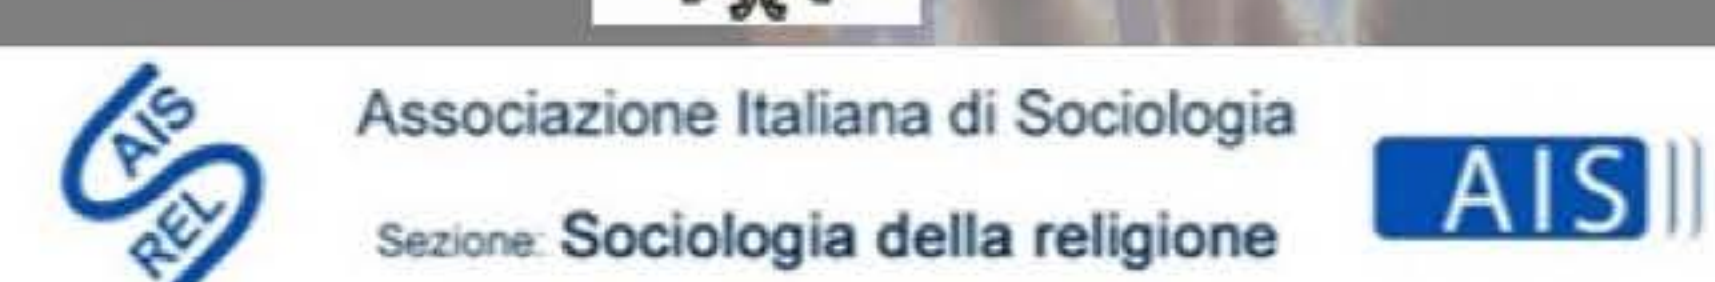 AIS
REL
Associazione Italiana di Sociologia
Sezione: Sociologia della religione
AIS